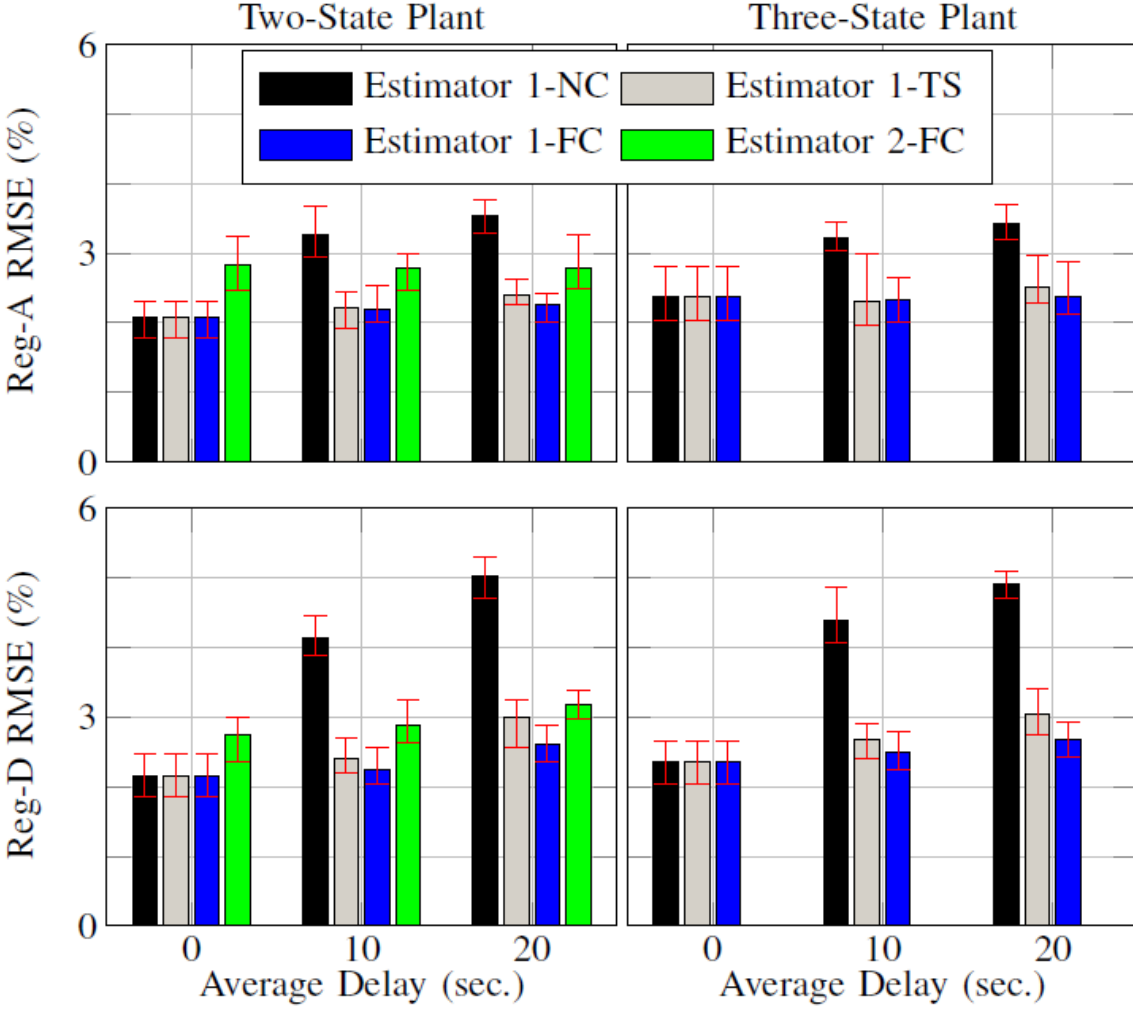 Two-State Plant
Three-State Plant
6
Estimator 1-NC
Estimator 1-TS
Estimator 1-FC
Estimator 2-FC
3
0
Reg-A RMSE (%)
6
3
0
Reg-D RMSE (%)
0 10 20
0 10 20
Average Delay (sec.)
Average Delay (sec.)